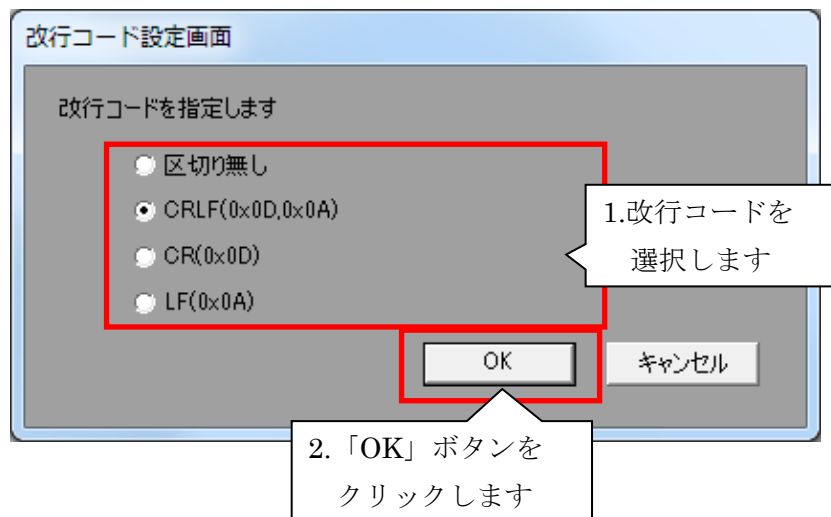 改行コード設定画面
改行コードを指定します
区切り無し
CRLF(0x0D,0x0A)
CR(0x0D)
LF(0x0A)
1.改行コードを
選択します
OK
キャンセル
2.「OK」ボタンを
クリックします